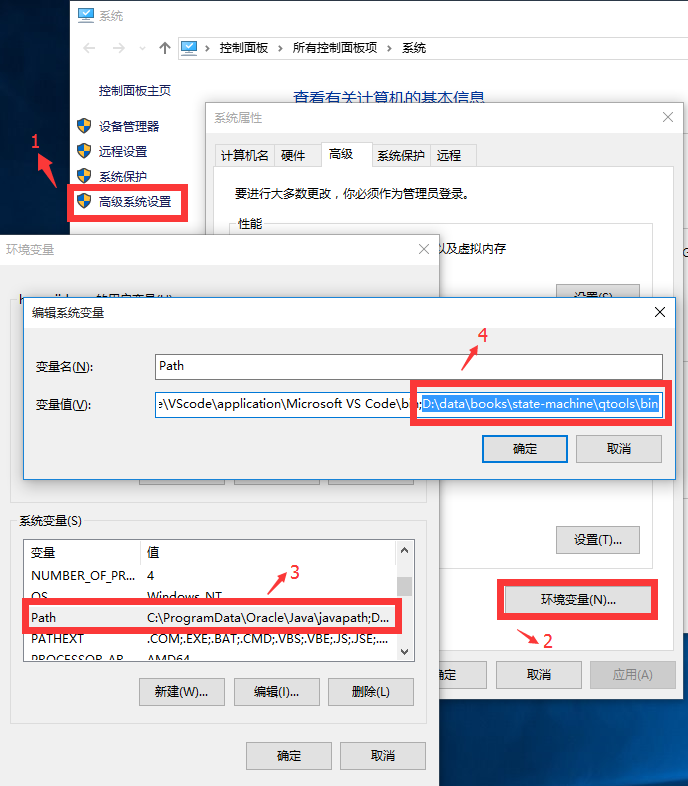 系统
控制面板 › 所有控制面板项 › 系统
控制面板主页
查看有关计算机的基本信息
设备管理器
远程设置
系统保护
高级系统设置
1
系统属性
计算机名 硬件 高级 系统保护 远程
要进行大多数更改，你必须作为管理员登录。
性能
以及虚拟内存
设置(S)
环境变量
的用户变量(U)
编辑系统变量
4
变量名(N):
Path
变量值(V):
e\VScode\application\Microsoft VS Code\bin;D:\data\books\state-machine\qtools\bin
确定 取消
系统变量(S)
变量 值
NUMBER_OF_PR... 4
OS Windows_NT
3
Path C:\ProgramData\Oracle\Java\javapath;D...
PATHEXT .COM;.EXE;.BAT;.CMD;.VBS;.VBE;.JS;.JSE;....
PROCESSOR_AR AMD64
新建(W)... 编辑(I)... 删除(L)
确定 取消
设置(T)...
环境变量(N)...
2
确定 取消 应用(A)